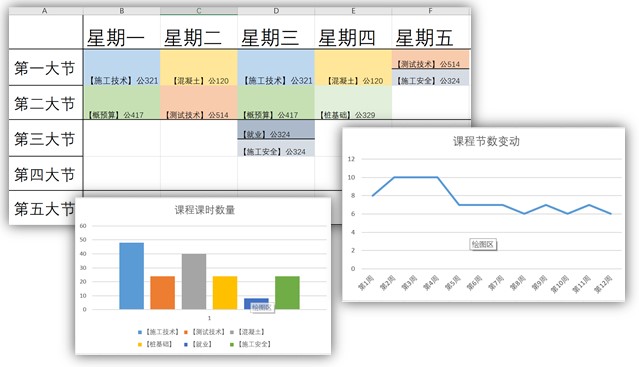 A B C D E F
星期一 星期二 星期三 星期四 星期五
第一大节 【施工技术】公321 【混凝土】公120 【施工技术】公321 【混凝土】公120 【测试技术】公514
【施工安全】公324
第二大节 【概预算】公417 【测试技术】公514 【概预算】公417 【桩基础】公329
第三大节 【就业】公324
【施工安全】公324
第四大节
第五大节
课程课时数量
60
50
40
30
20
10
0
绘图区
1
【施工技术】 【测试技术】 【混凝土】
【桩基础】 【就业】 【施工安全】
课程节数变动
12
10
8
6
4
2
0
绘图区
第1周 第2周 第3周 第4周 第5周 第6周 第7周 第8周 第9周 第10周 第11周 第12周